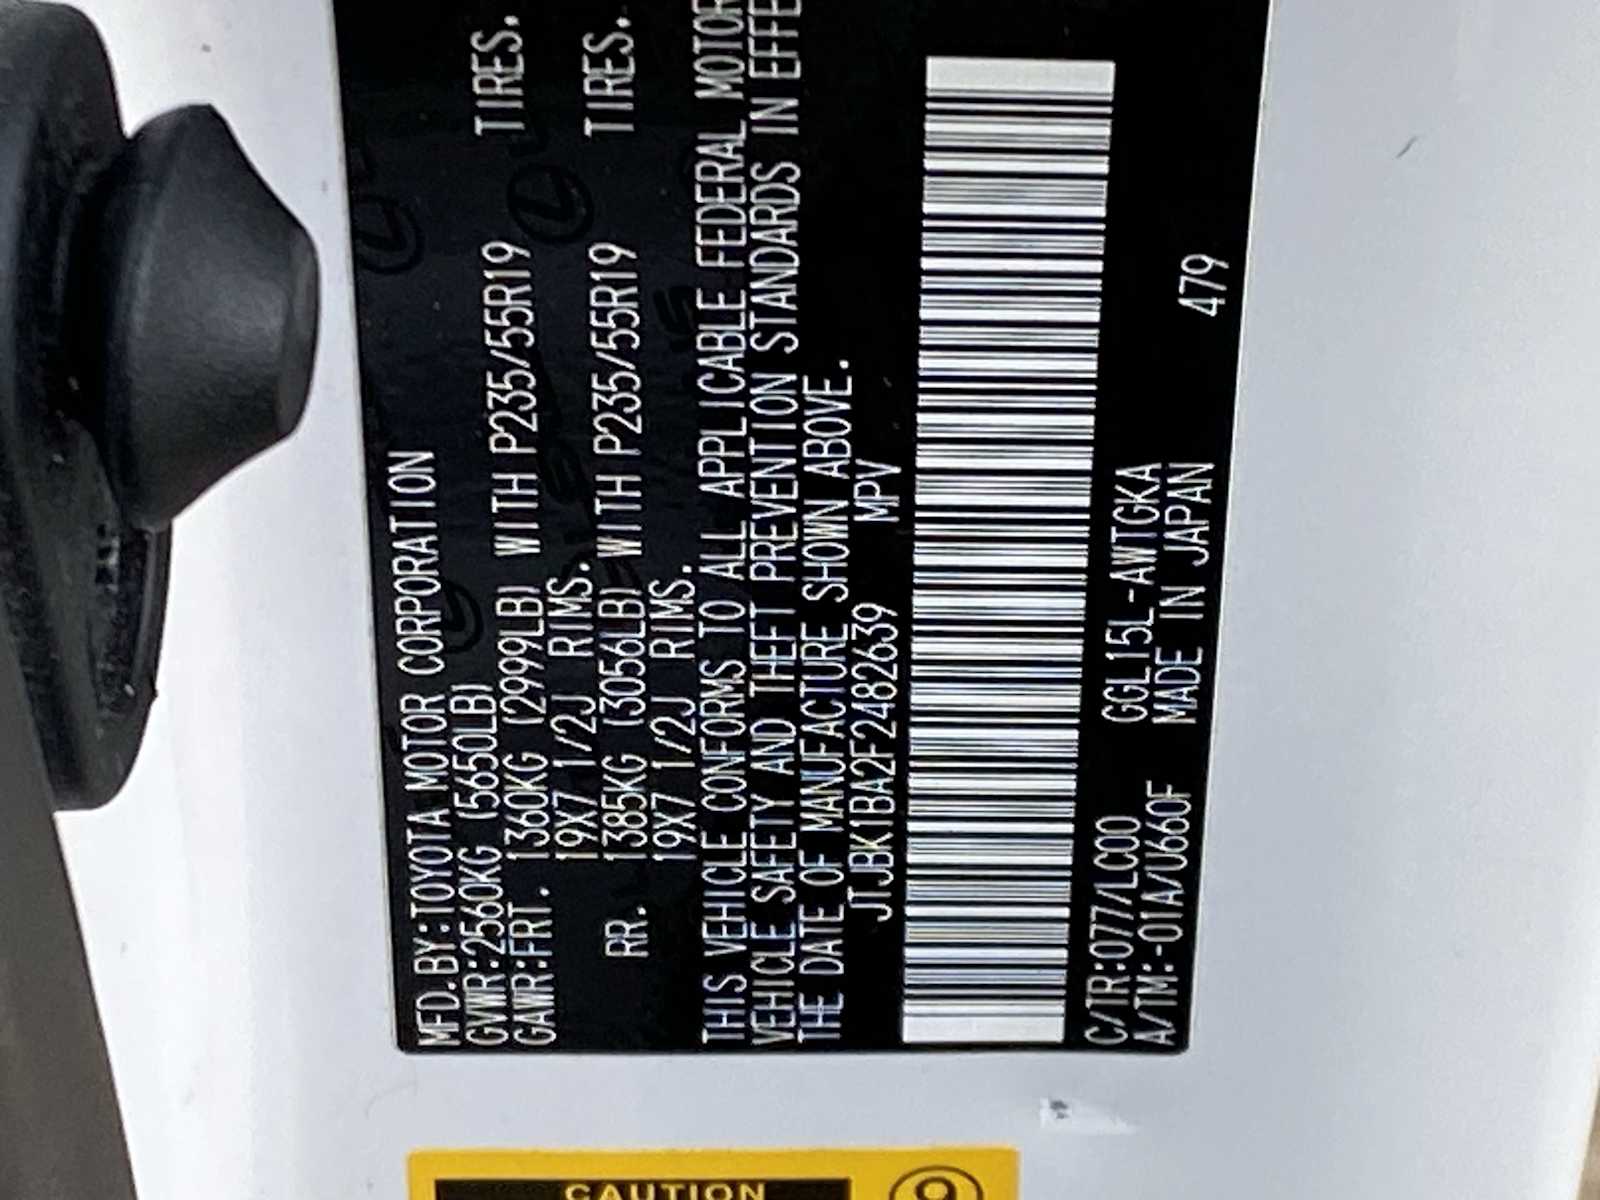 MFD.BY:TOYOTA MOTOR CORPORATION
GVWR:2560KG (5650LB)
GAWR:FRT. 1360KG (2999LB) WITH P235/55R19 TIRES.
19X7 1/2J RIMS.
RR. 1385KG (3056LB) WITH P235/55R19 TIRES.
19X7 1/2J RIMS.
THIS VEHICLE CONFORMS TO ALL APPLICABLE FEDERAL MOTOR
VEHICLE SAFETY AND THEFT PREVENTION STANDARDS IN EFFE
THE DATE OF MANUFACTURE SHOWN ABOVE.
JTJBK1BA2F2482639 MPV
C/TR:077/LC00 GGL15L-AWTGKA
A/TM:-01A/U660F MADE IN JAPAN 479
CAUTION